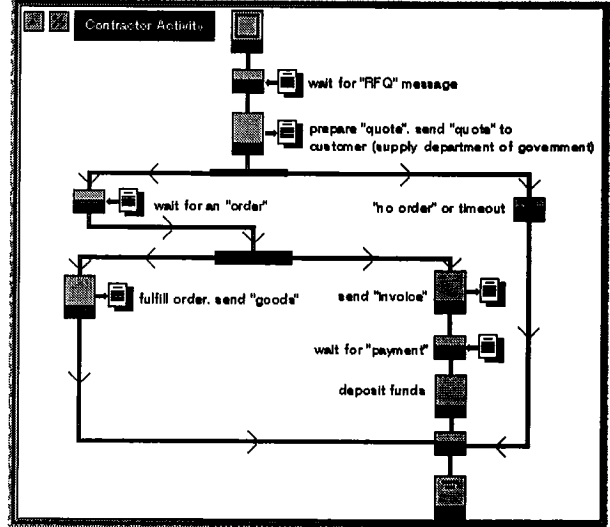 Contractor Activity
wait for "RFQ" message
prepare "quote". send "quote" to
customer (supply department of government)
wait for an "order"
"no order" or timeout
fulfill order. send "goods"
send "invoice"
wait for "payment"
deposit funds